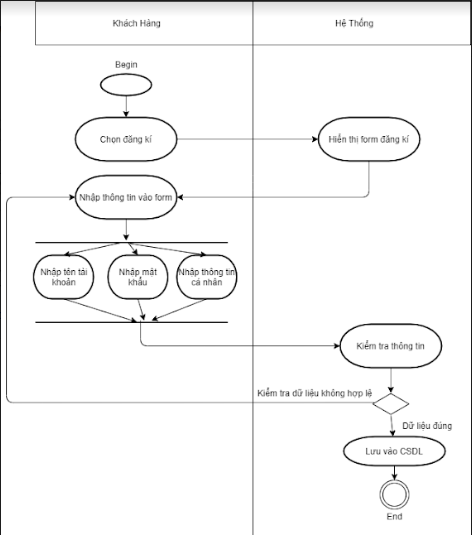 Khách Hàng
Hệ Thống
Begin
Chọn đăng kí
Hiển thị form đăng kí
Nhập thông tin vào form
Nhập tên tài
khoản
Nhập mật
khẩu
Nhập thông tin
cá nhân
Kiểm tra thông tin
Kiểm tra dữ liệu không hợp lệ
Dữ liệu đúng
Lưu vào CSDL
End